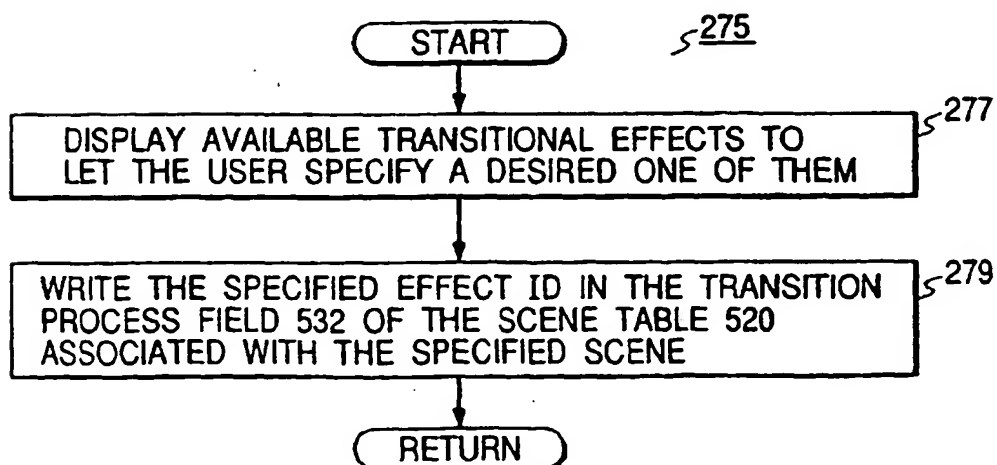 START
275
DISPLAY AVAILABLE TRANSITIONAL EFFECTS TO
LET THE USER SPECIFY A DESIRED ONE OF THEM
277
WRITE THE SPECIFIED EFFECT ID IN THE TRANSITION
PROCESS FIELD 532 OF THE SCENE TABLE 520
ASSOCIATED WITH THE SPECIFIED SCENE
279
RETURN